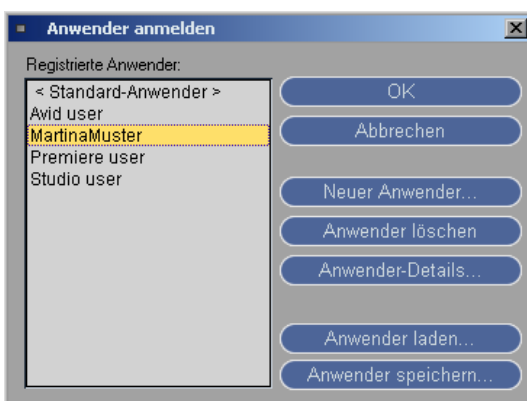 Anwender anmelden
Registrierte Anwender:
< Standard-Anwender >
Avid user
MartinaMuster
Premiere user
Studio user
OK
Abbrechen
Neuer Anwender...
Anwender löschen
Anwender-Details...
Anwender laden...
Anwender speichern...